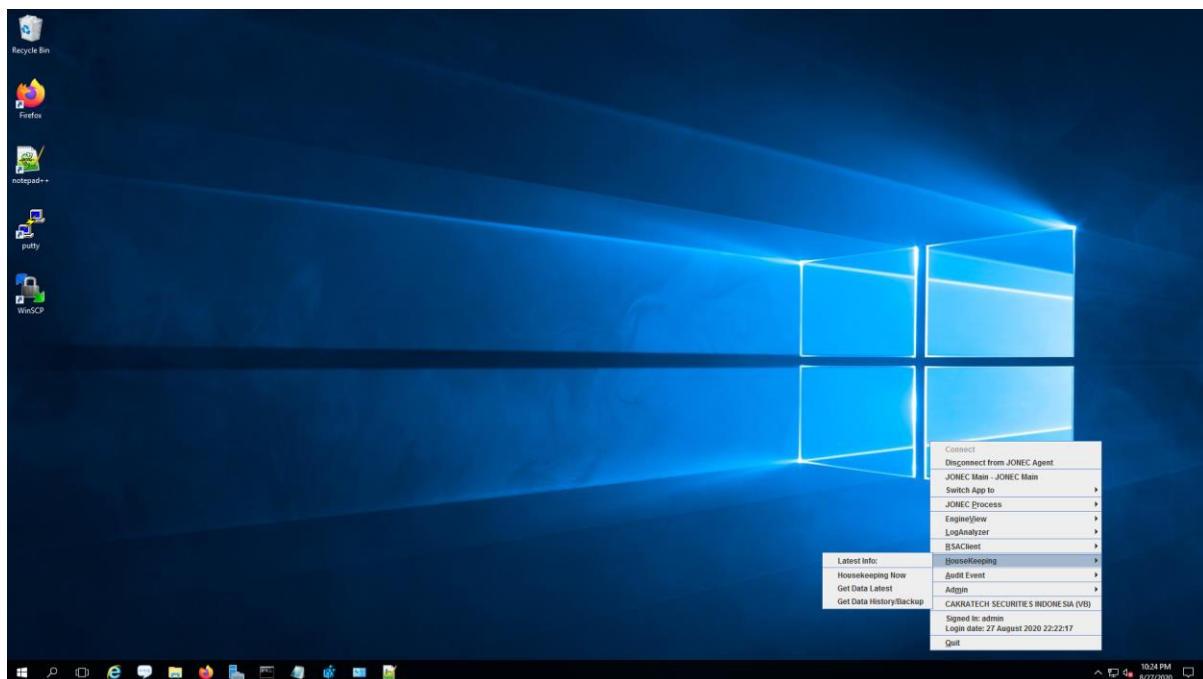 Recycle Bin
Firefox
notepad++
putty
WinSCP
Connect
Disconnect from JONEC Agent
JONEC Main - JONEC Main
Switch App to
JONEC Process
EngineView
LogAnalyzer
RSAClient
HouseKeeping
Audit Event
Admin
CAKRATECH SECURITIES INDONESIA (VB)
Signed In: admin
Login date: 27 August 2020 22:22:17
Quit
Latest Info:
Housekeeping Now
Get Data Latest
Get Data History/Backup
10:24 PM
8/27/2020